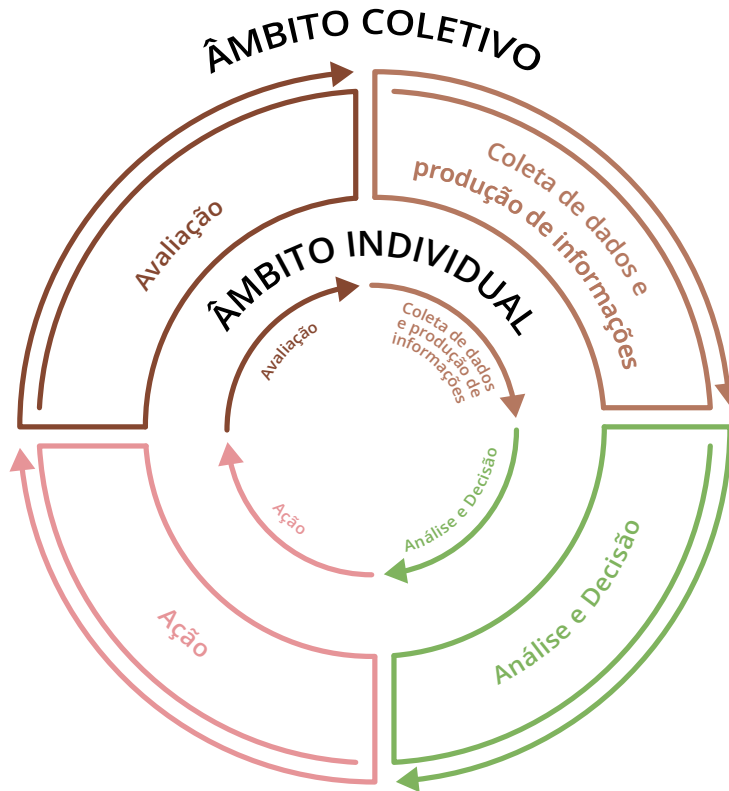 ÂMBITO COLETIVO
Avaliação
Coleta de dados e
produção de informações
ÂMBITO INDIVIDUAL
Avaliação
Coleta de dados
e produção de
informações
Ação
Análise e Decisão
Ação
Análise e Decisão